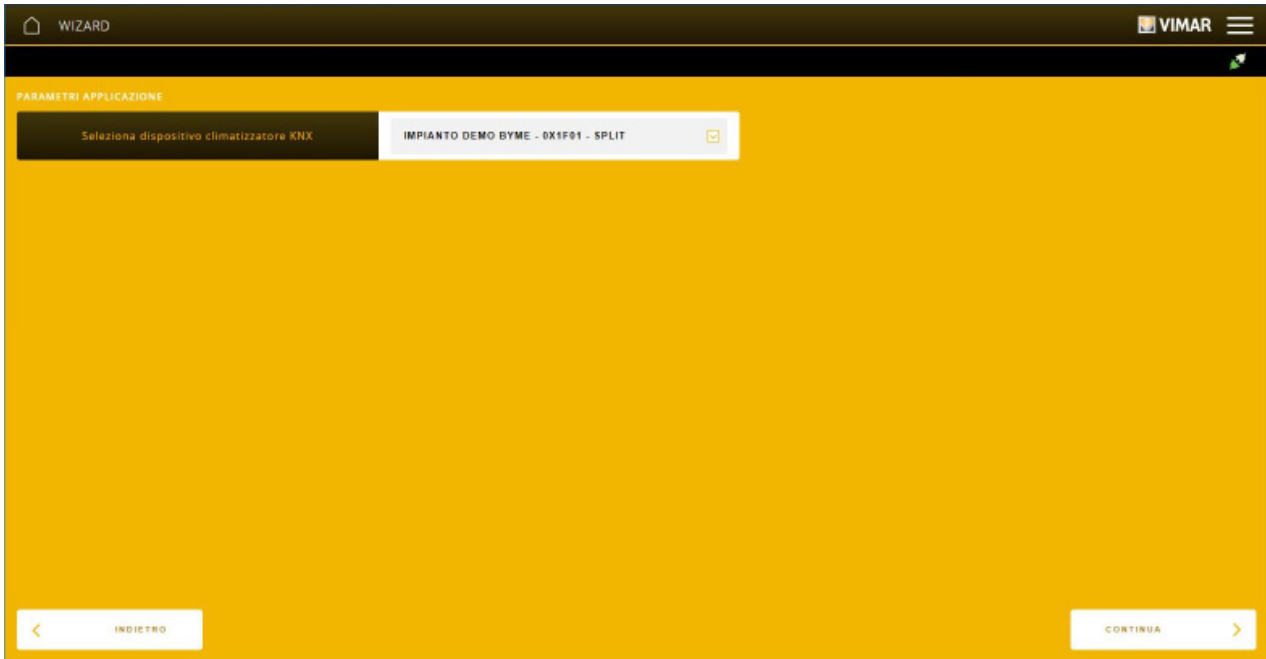 WIZARD
VIMAR
PARAMETRI APPLICAZIONE
Seleziona dispositivo climatizzatore KNX
IMPIANTO DEMO BYME - 0X1F01 - SPLIT
INDIETRO
CONTINUA